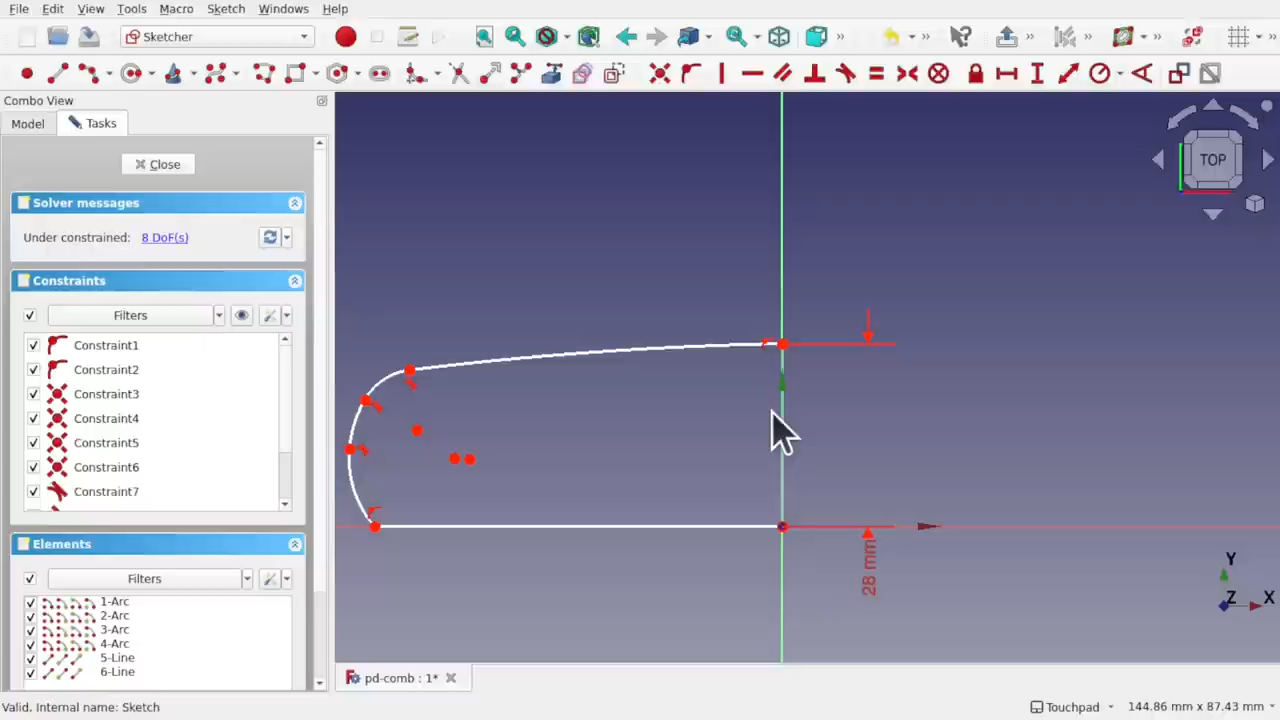 File Edit View Tools Macro Sketch Windows Help
Sketcher
Combo View
Model Tasks
Close
Solver messages
Under constrained: 8 DoF(s)
Constraints
Filters
Constraint1
Constraint2
Constraint3
Constraint4
Constraint5
Constraint6
Constraint7
Elements
Filters
1-Arc
2-Arc
3-Arc
4-Arc
5-Line
6-Line
TOP
28 mm
Y
Z X
pd-comb : 1*
Valid, Internal name: Sketch
Touchpad 144.86 mm x 87.43 mm